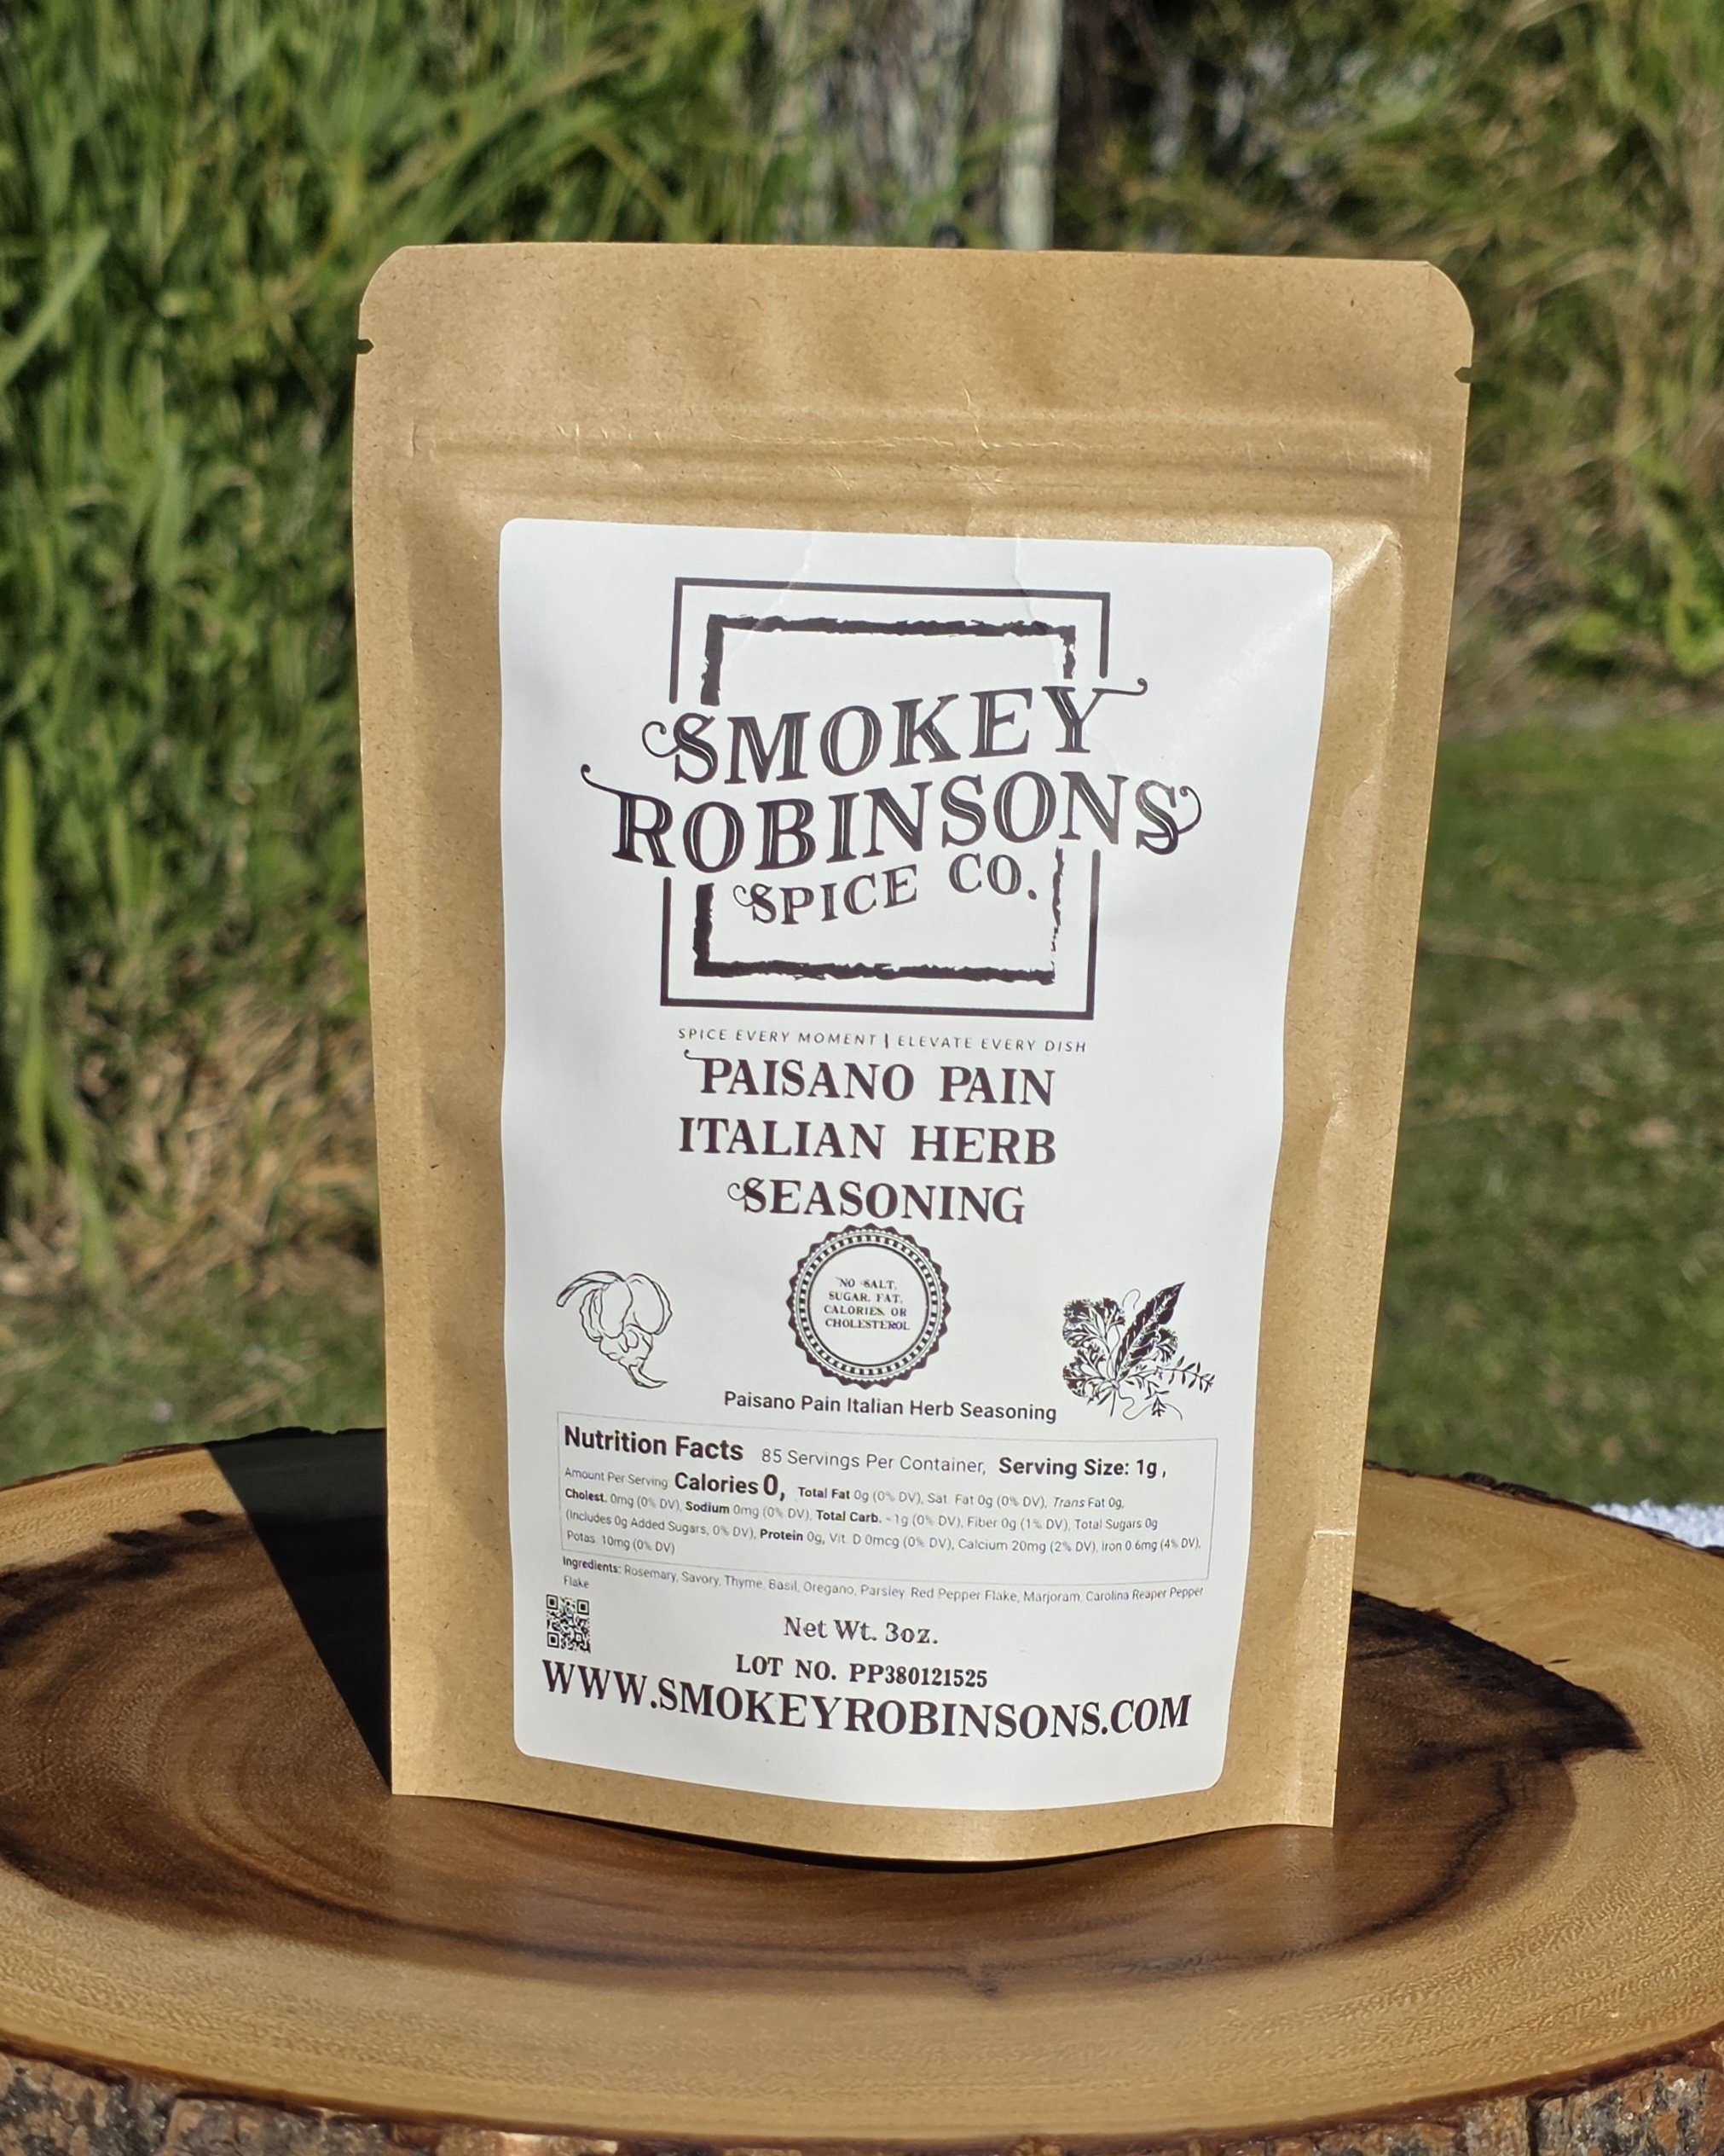 SMOKEY
ROBINSONS
SPICE CO.
SPICE EVERY MOMENT | ELEVATE EVERY DISH
PAISANO PAIN
ITALIAN HERB
SEASONING
NO SALT,
SUGAR, FAT,
CALORIES, OR
CHOLESTEROL
Paisano Pain Italian Herb Seasoning
Nutrition Facts 85 Servings Per Container, Serving Size: 1g,
Amount Per Serving Calories 0, Total Fat 0g (0% DV), Sat. Fat 0g (0% DV), Trans Fat 0g,
Cholest. 0mg (0% DV), Sodium 0mg (0% DV), Total Carb. <1g (0% DV), Fiber 0g (1% DV), Total Sugars 0g
(Includes 0g Added Sugars, 0% DV), Protein 0g, Vit. D 0mcg (0% DV), Calcium 20mg (2% DV), Iron 0.6mg (4% DV),
Potas. 10mg (0% DV)
Ingredients: Rosemary, Savory, Thyme, Basil, Oregano, Parsley, Red Pepper Flake, Marjoram, Carolina Reaper Pepper
Flake
Net Wt. 3oz.
LOT NO. PP380121525
WWW.SMOKEYROBINSONS.COM